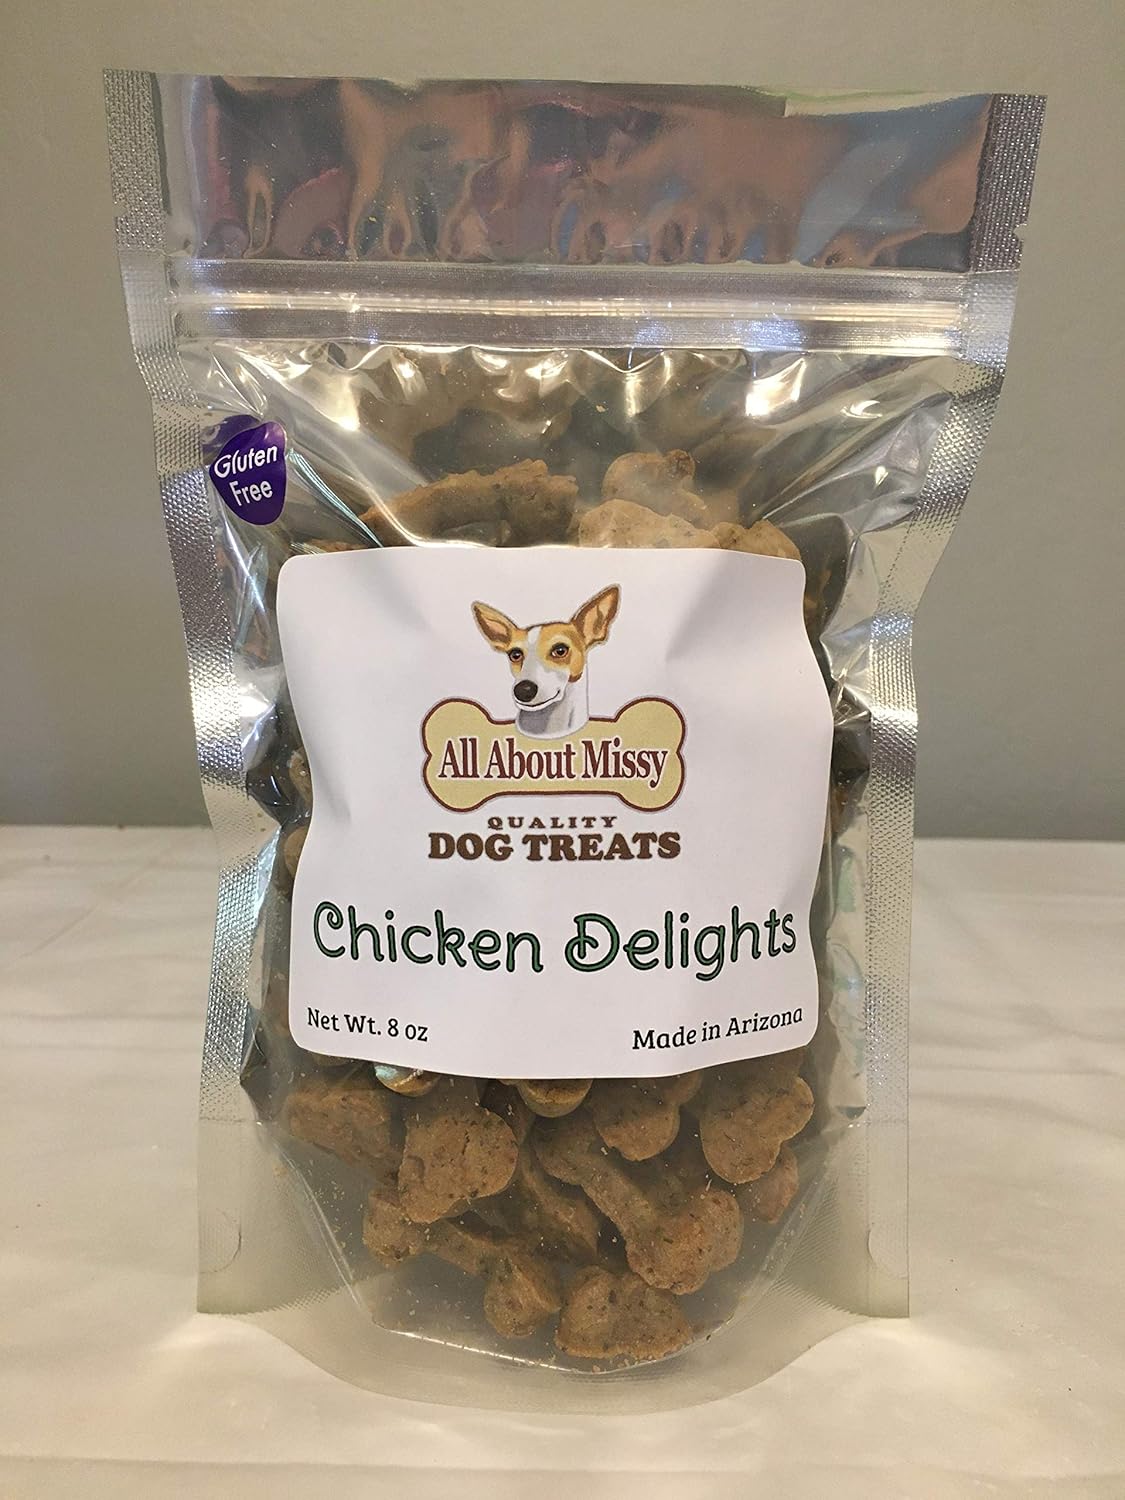 Gluten
Free
All About Missy
QUALITY
DOG TREATS
Chicken Delights
Net Wt. 8 oz
Made in Arizona